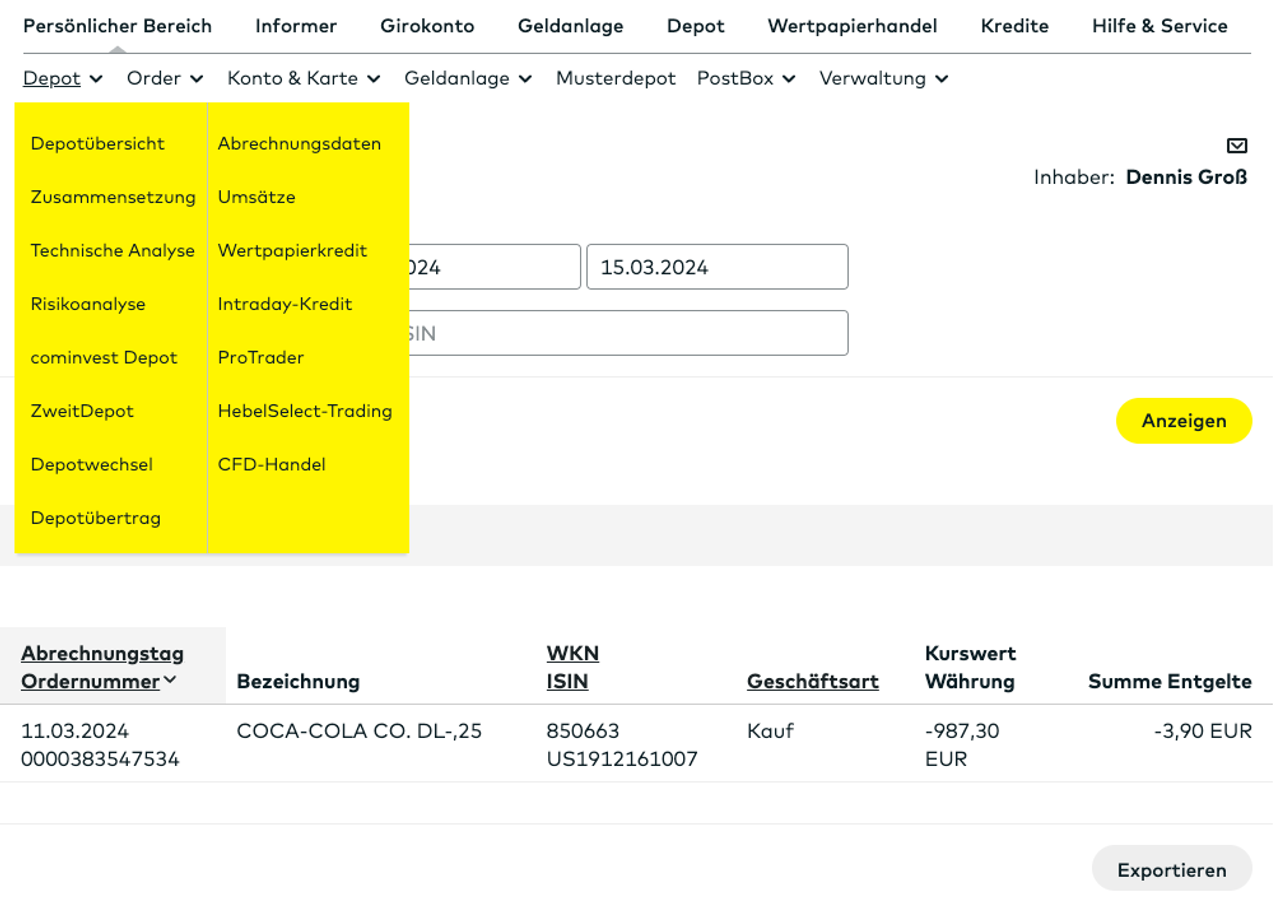 Persönlicher Bereich Informer Girokonto Geldanlage Depot Wertpapierhandel Kredite Hilfe & Service
Depot Order Konto & Karte Geldanlage Musterdepot PostBox Verwaltung
Depotübersicht Abrechnungsdaten
Zusammensetzung Umsätze
Technische Analyse Wertpapierkredit
Risikoanalyse Intraday-Kredit
cominvest Depot ProTrader
ZweitDepot HebelSelect-Trading
Depotwechsel CFD-Handel
Depotübertrag
Inhaber: Dennis Groß
024 15.03.2024
SIN
Anzeigen
Abrechnungstag WKN Kurswert
Ordernummer Bezeichnung ISIN Geschäftsart Währung Summe Entgelte
11.03.2024 COCA-COLA CO. DL-,25 850663 Kauf -987,30 -3,90 EUR
0000383547534 US1912161007 EUR
Exportieren